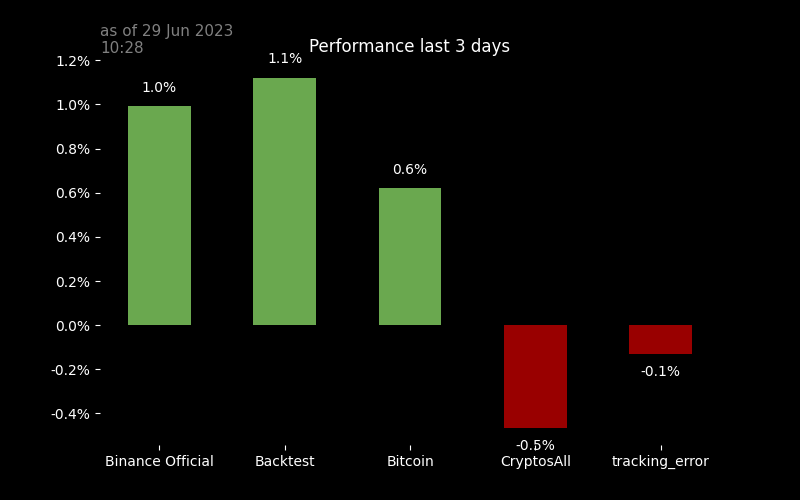 as of 29 Jun 2023
10:28
Performance last 3 days
1.2%
1.0%
0.8%
0.6%
0.4%
0.2%
0.0%
-0.2%
-0.4%
1.0%
1.1%
0.6%
-0.5%
-0.1%
Binance Official
Backtest
Bitcoin
CryptosAll
tracking_error